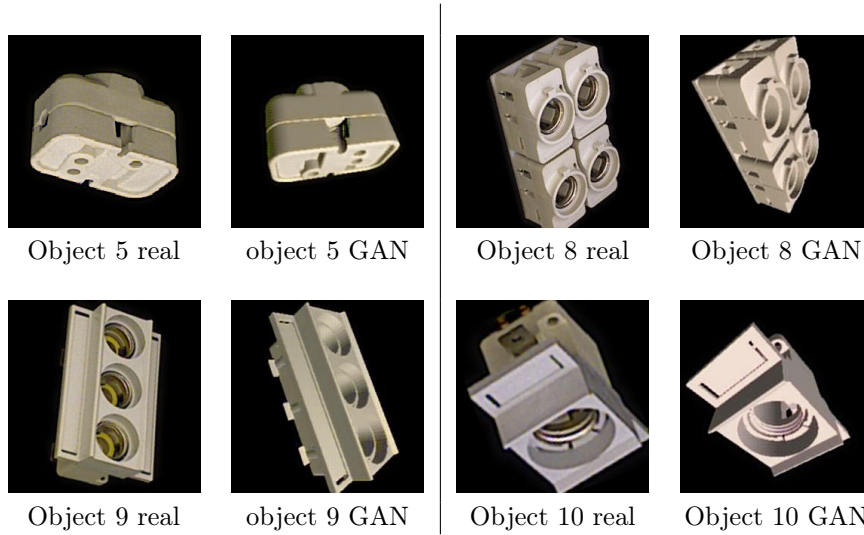 Object 5 real
object 5 GAN
Object 8 real
Object 8 GAN
Object 9 real
object 9 GAN
Object 10 real
Object 10 GAN